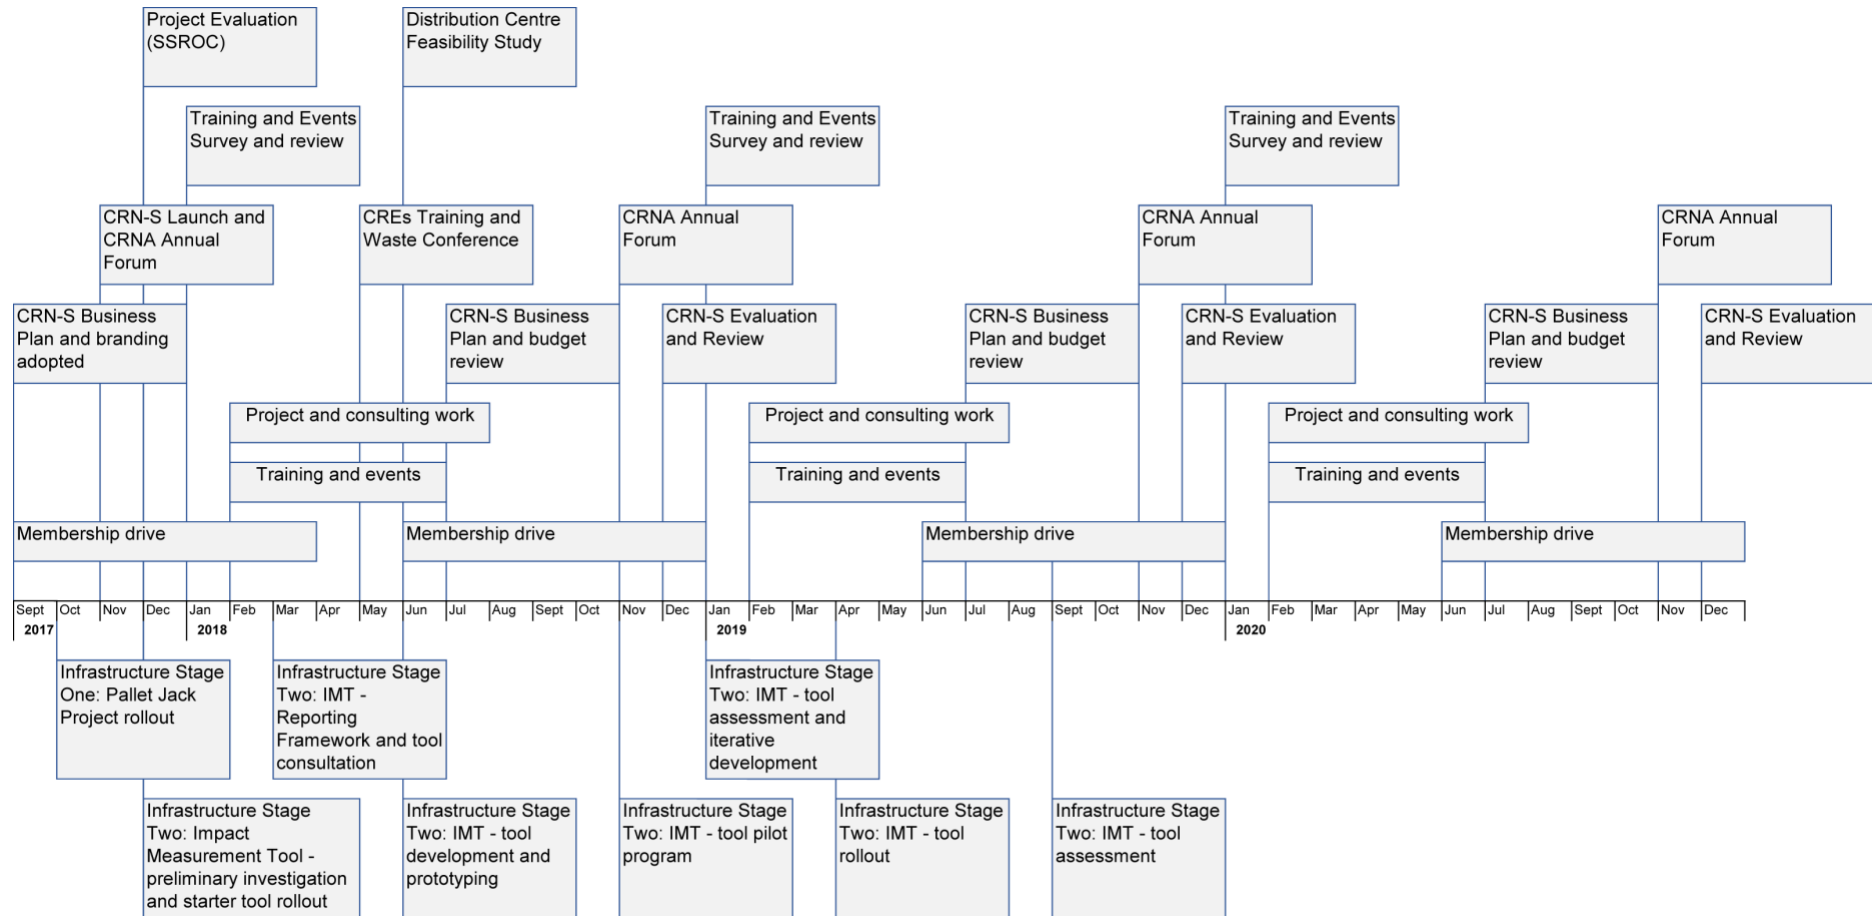 Project Evaluation
(SSROC)
Distribution Centre
Feasibility Study
Training and Events
Survey and review
Training and Events
Survey and review
Training and Events
Survey and review
CRN-S Launch and
CRNA Annual
Forum
CREs Training and
Waste Conference
CRNA Annual
Forum
CRNA Annual
Forum
CRNA Annual
Forum
CRN-S Business
Plan and branding
adopted
CRN-S Business
Plan and budget
review
CRN-S Evaluation
and Review
CRN-S Business
Plan and budget
review
CRN-S Evaluation
and Review
CRN-S Business
Plan and budget
review
CRN-S Evaluation
and Review
Project and consulting work
Project and consulting work
Project and consulting work
Training and events
Training and events
Training and events
Membership drive
Membership drive
Membership drive
Membership drive
Sept Oct Nov Dec Jan Feb Mar Apr May Jun Jul Aug Sept Oct Nov Dec Jan Feb Mar Apr May Jun Jul Aug Sept Oct Nov Dec Jan Feb Mar Apr May Jun Jul Aug Sept Oct Nov Dec
2017 2018 2019 2020
Infrastructure Stage
One: Pallet Jack
Project rollout
Infrastructure Stage
Two: IMT -
Reporting
Framework and tool
consultation
Infrastructure Stage
Two: IMT - tool
assessment and
iterative
development
Infrastructure Stage
Two: Impact
Measurement Tool -
preliminary investigation
and starter tool rollout
Infrastructure Stage
Two: IMT - tool
development and
prototyping
Infrastructure Stage
Two: IMT - tool pilot
program
Infrastructure Stage
Two: IMT - tool
rollout
Infrastructure Stage
Two: IMT - tool
assessment